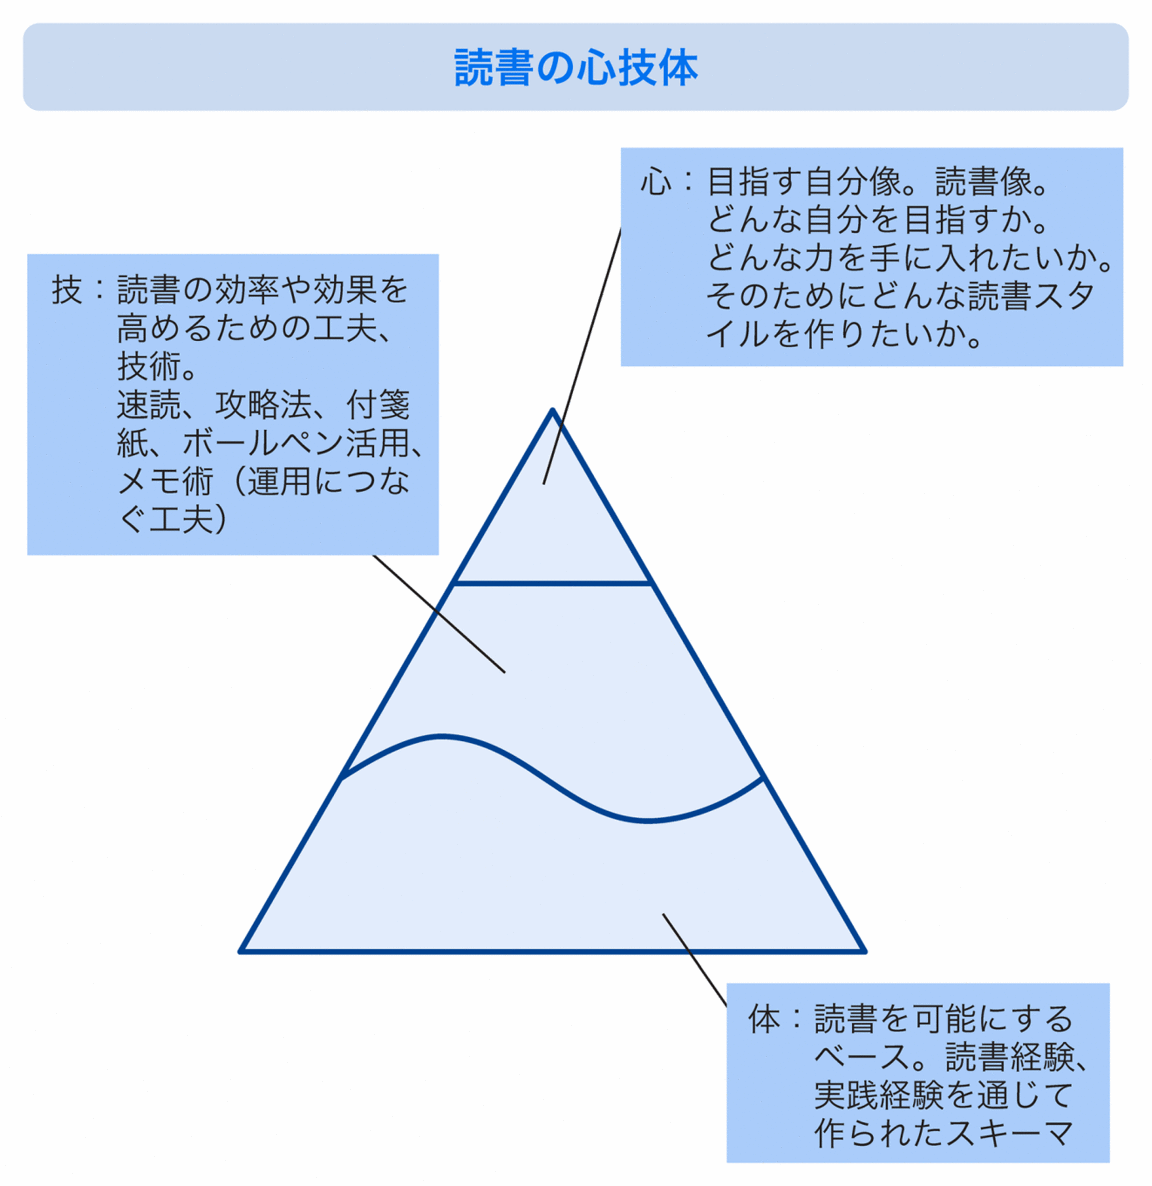 読書の心技体
心：目指す自分像。読書像。
どんな自分を目指すか。
どんな力を手に入れたいか。
そのためにどんな読書スタ
イルを作りたいか。
技：読書の効率や効果を
高めるための工夫、
技術。
速読、攻略法、付箋
紙、ボールペン活用、
メモ術（運用につな
ぐ工夫）
体：読書を可能にする
ベース。読書経験、
実践経験を通じて
作られたスキーマ